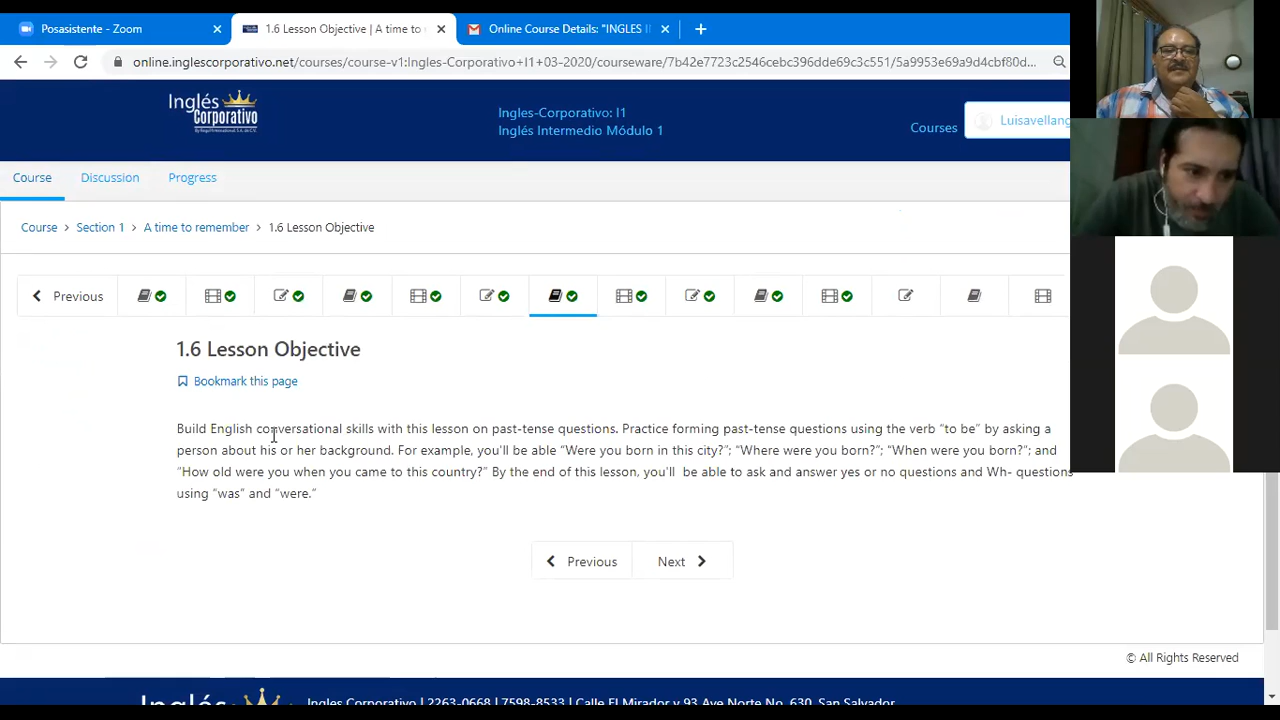 Posasistente - Zoom
1.6 Lesson Objective | A time to
Online Course Details: "INGLES I
online.inglescorporativo.net/courses/course-v1:Ingles-Corporativo+I1+03-2020/courseware/7b42e7723c2546cebc396dde69c3c551/5a9953e69a9d4cbf80d...
Inglés
Corporativo
Ingles-Corporativo: I1
Inglés Intermedio Módulo 1
Courses
Luisavellan
Course
Discussion
Progress
Course > Section 1 > A time to remember > 1.6 Lesson Objective
Previous
1.6 Lesson Objective
Bookmark this page
Build English conversational skills with this lesson on past-tense questions. Practice forming past-tense questions using the verb “to be” by asking a
person about his or her background. For example, you'll be able “Were you born in this city?”; “Where were you born?”; “When were you born?”; and
“How old were you when you came to this country?” By the end of this lesson, you'll be able to ask and answer yes or no questions and Wh- questions
using “was” and “were.”
Previous
Next
© All Rights Reserved
Inglés
Ingles Corporativo | 2263-0668 | 7598-8533 | Calle El Mirador y 93 Ave Norte No. 630, San Salvador